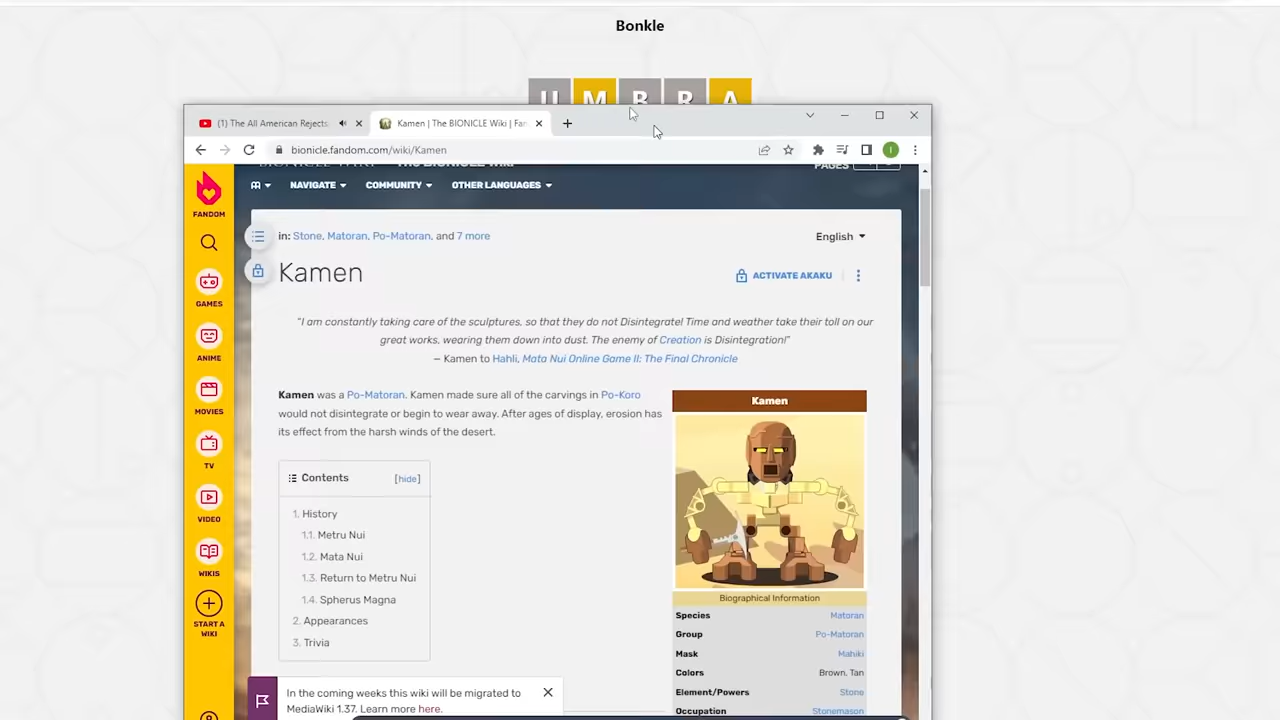 Bonkle
U M B R A
(1) The All American Rejects
Kamen | The BIONICLE Wiki | Fan
bionicle.fandom.com/wiki/Kamen
BIONICLE WIKI The BIONICLE Wiki
PAGES
NAVIGATE COMMUNITY OTHER LANGUAGES
FANDOM
GAMES
ANIME
MOVIES
TV
VIDEO
WIKIS
START A
WIKI
in: Stone, Matoran, Po-Matoran, and 7 more
English
Kamen
ACTIVATE AKAKU
"I am constantly taking care of the sculptures, so that they do not Disintegrate! Time and weather take their toll on our
great works, wearing them down into dust. The enemy of Creation is Disintegration!"
— Kamen to Hahli, Mata Nui Online Game II: The Final Chronicle
Kamen was a Po-Matoran. Kamen made sure all of the carvings in Po-Koro
would not disintegrate or begin to wear away. After ages of display, erosion has
its effect from the harsh winds of the desert.
Contents [hide]
1. History
1.1. Metru Nui
1.2. Mata Nui
1.3. Return to Metru Nui
1.4. Spherus Magna
2. Appearances
3. Trivia
Kamen
Biographical Information
Species Matoran
Group Po-Matoran
Mask Mahiki
Colors Brown, Tan
Element/Powers Stone
Occupation Stonemason
In the coming weeks this wiki will be migrated to
MediaWiki 1.37. Learn more here.